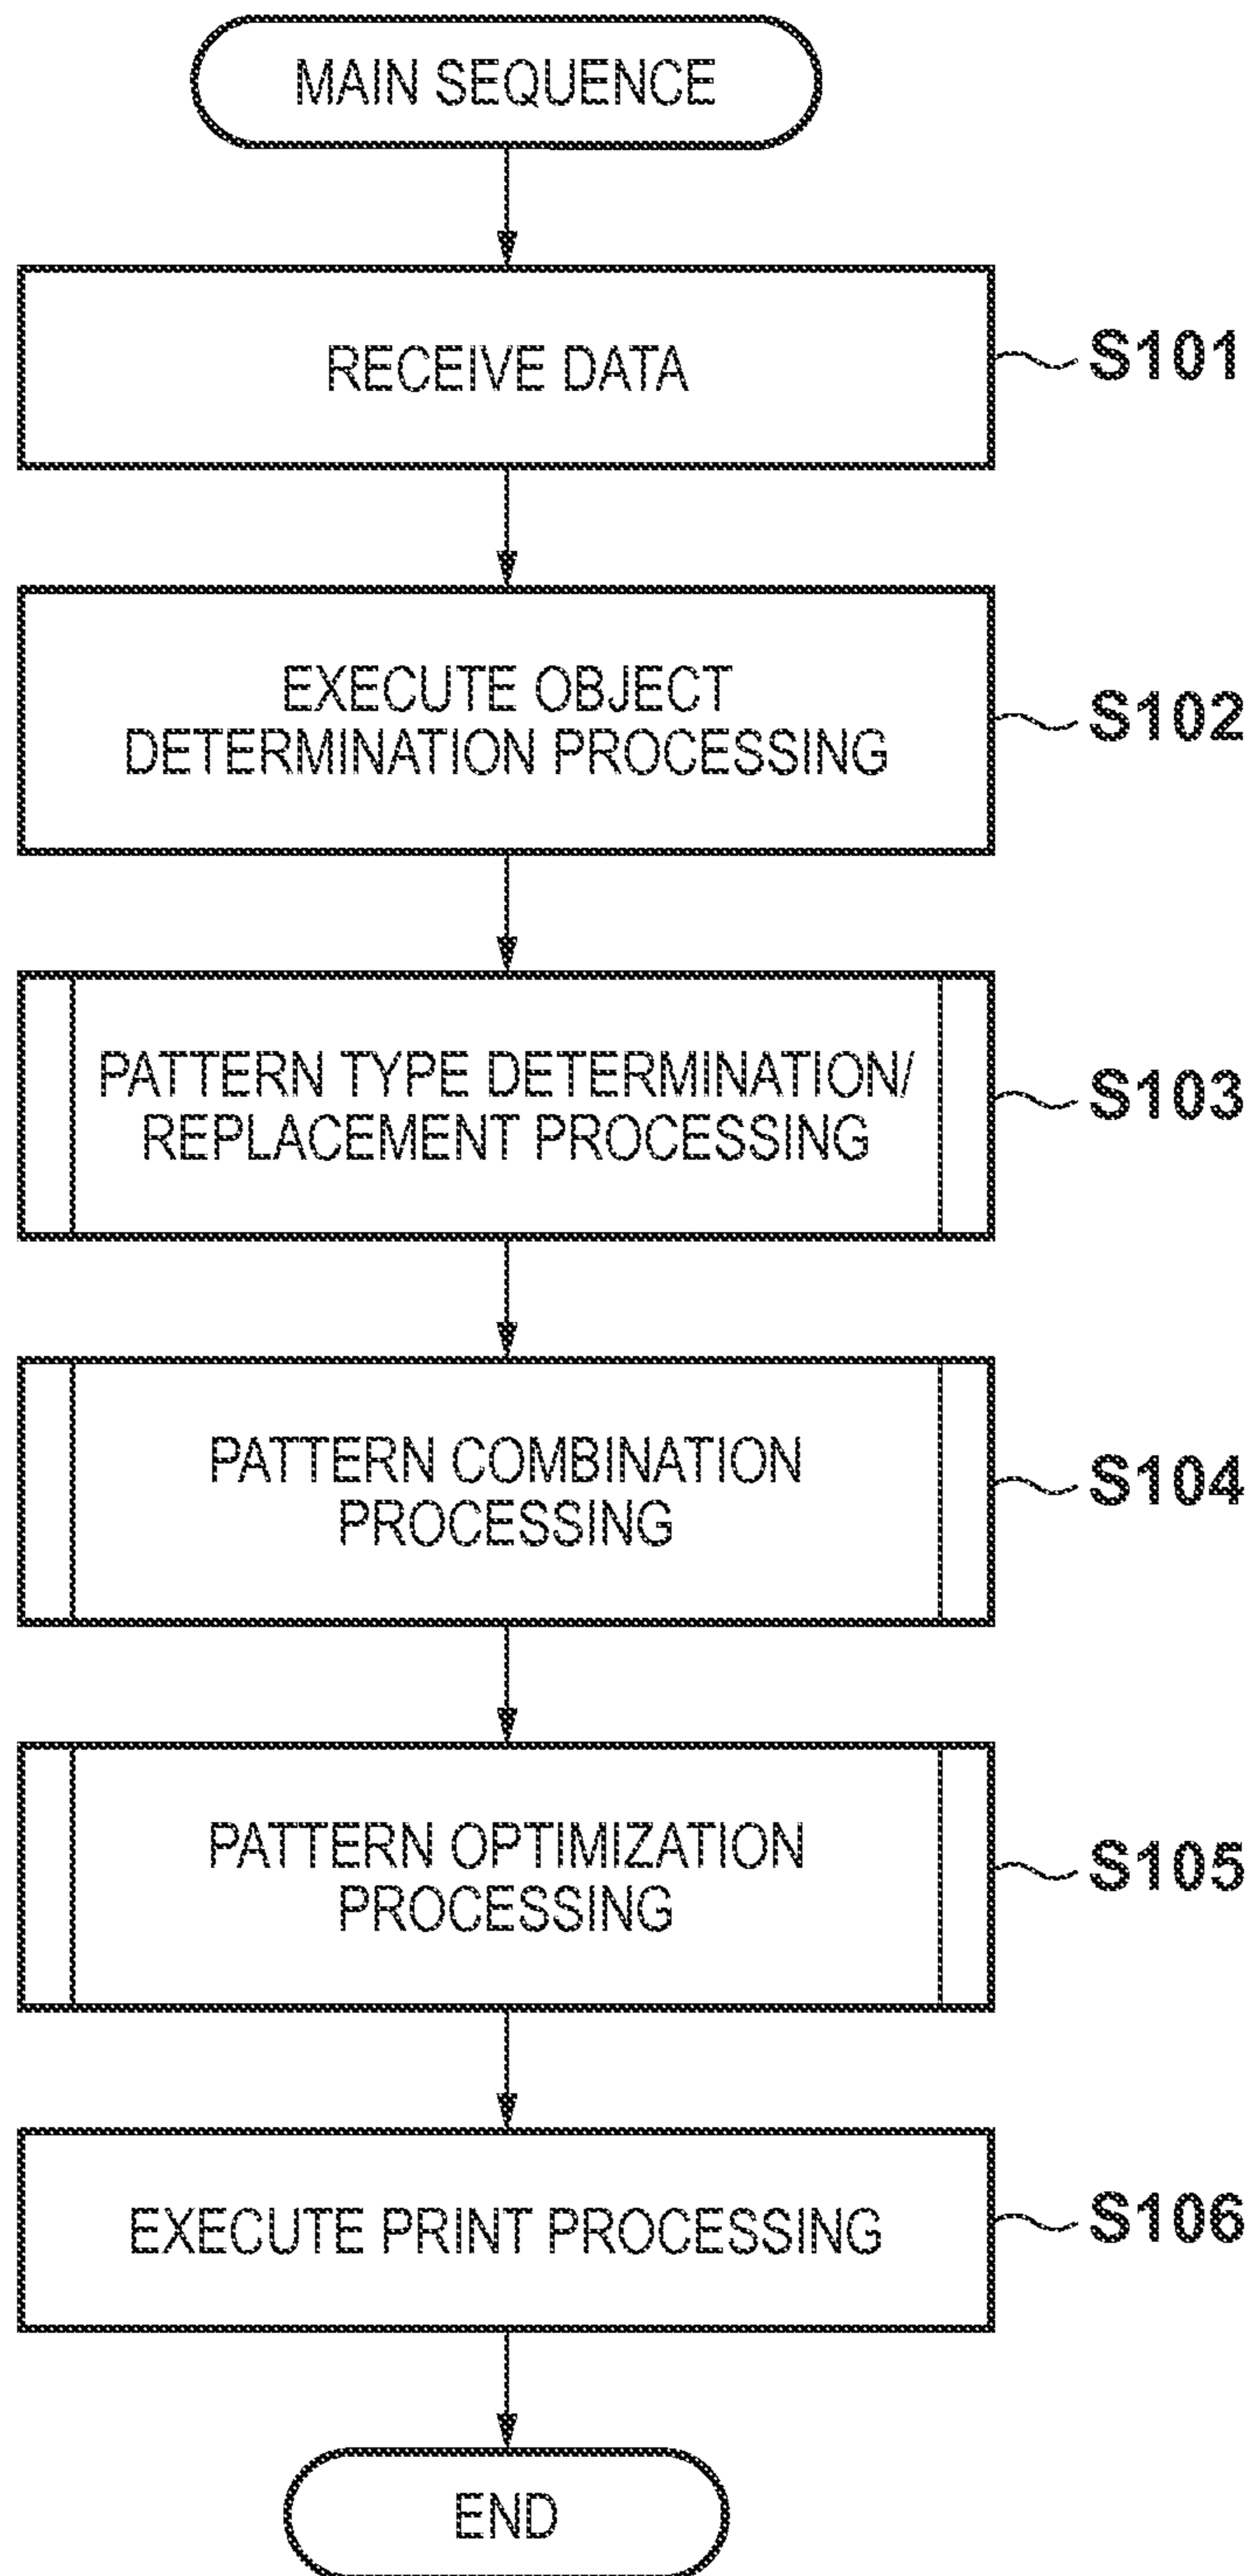 MAIN SEQUENCE
RECEIVE DATA
S101
EXECUTE OBJECT
DETERMINATION PROCESSING
S102
PATTERN TYPE DETERMINATION/
REPLACEMENT PROCESSING
S103
PATTERN COMBINATION
PROCESSING
S104
PATTERN OPTIMIZATION
PROCESSING
S105
EXECUTE PRINT PROCESSING
S106
END